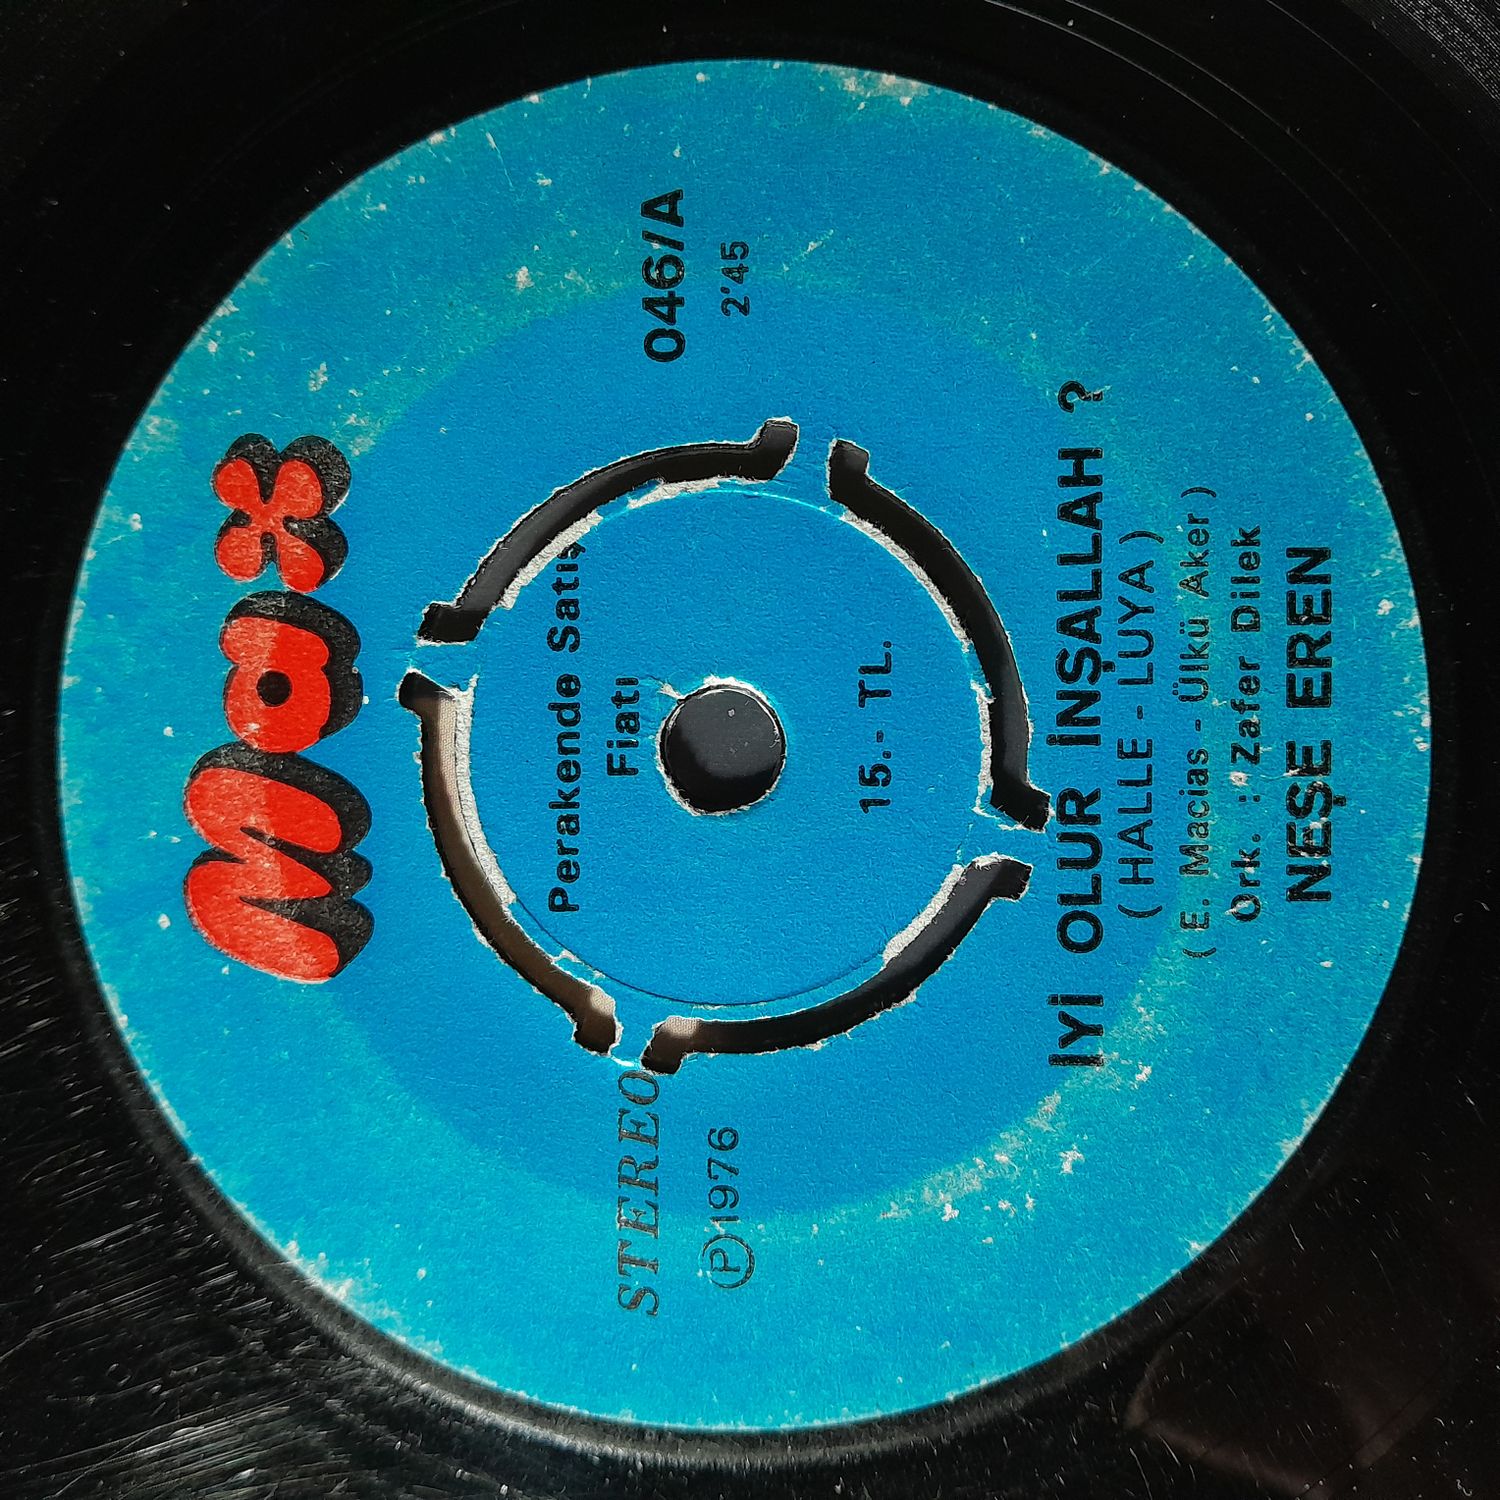 Max
STEREO
Ⓟ1976
Perakende Satış
Fiatı
15.- TL.
046/A
2'45
İYİ OLUR İNŞALLAH ?
( HALLE - LUYA )
( E. Macias - Ülkü Aker )
Ork. : Zafer Dilek
NEŞE EREN